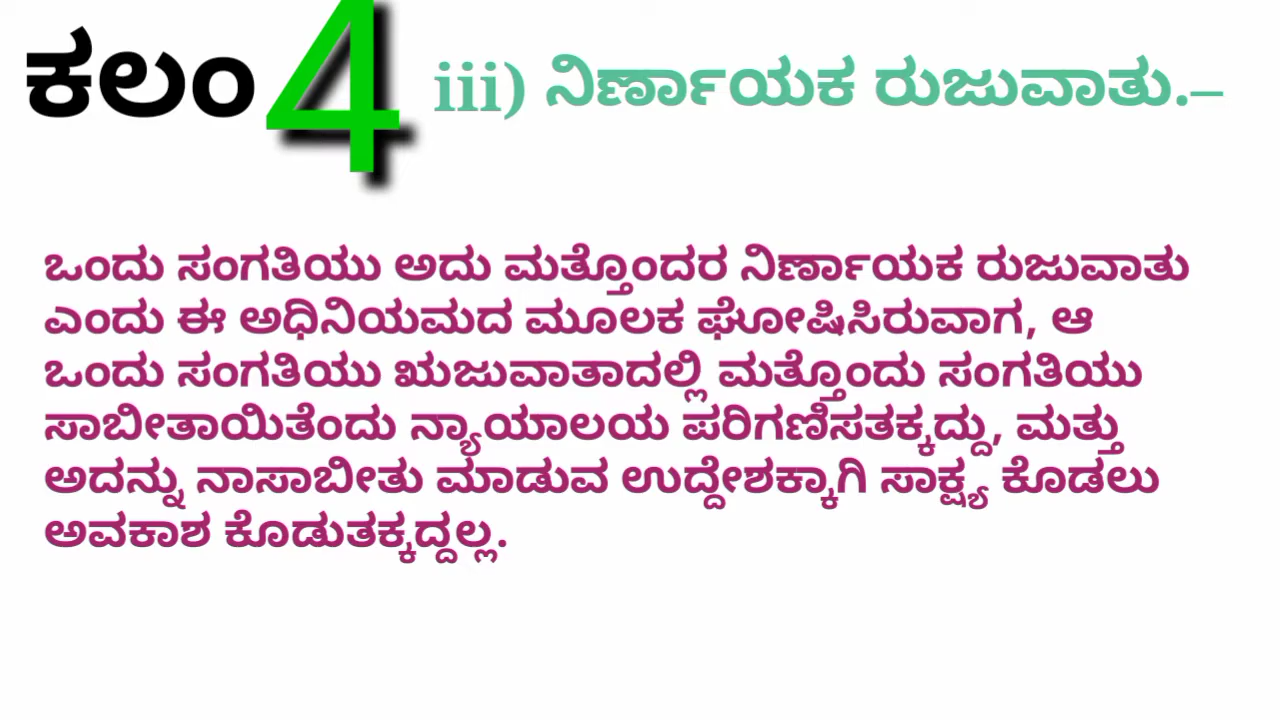 ಕಲಂ 4 iii) ನಿರ್ಣಾಯಕ ರುಜುವಾತು.–
ಒಂದು ಸಂಗತಿಯು ಅದು ಮತ್ತೊಂದರ ನಿರ್ಣಾಯಕ ರುಜುವಾತು
ಎಂದು ಈ ಅಧಿನಿಯಮದ ಮೂಲಕ ಘೋಷಿಸಿರುವಾಗ, ಆ
ಒಂದು ಸಂಗತಿಯು ಋಜುವಾತಾದಲ್ಲಿ ಮತ್ತೊಂದು ಸಂಗತಿಯು
ಸಾಬೀತಾಯಿತೆಂದು ನ್ಯಾಯಾಲಯ ಪರಿಗಣಿಸತಕ್ಕದ್ದು, ಮತ್ತು
ಅದನ್ನು ನಾಸಾಬೀತು ಮಾಡುವ ಉದ್ದೇಶಕ್ಕಾಗಿ ಸಾಕ್ಷ್ಯ ಕೊಡಲು
ಅವಕಾಶ ಕೊಡುತಕ್ಕದ್ದಲ್ಲ.